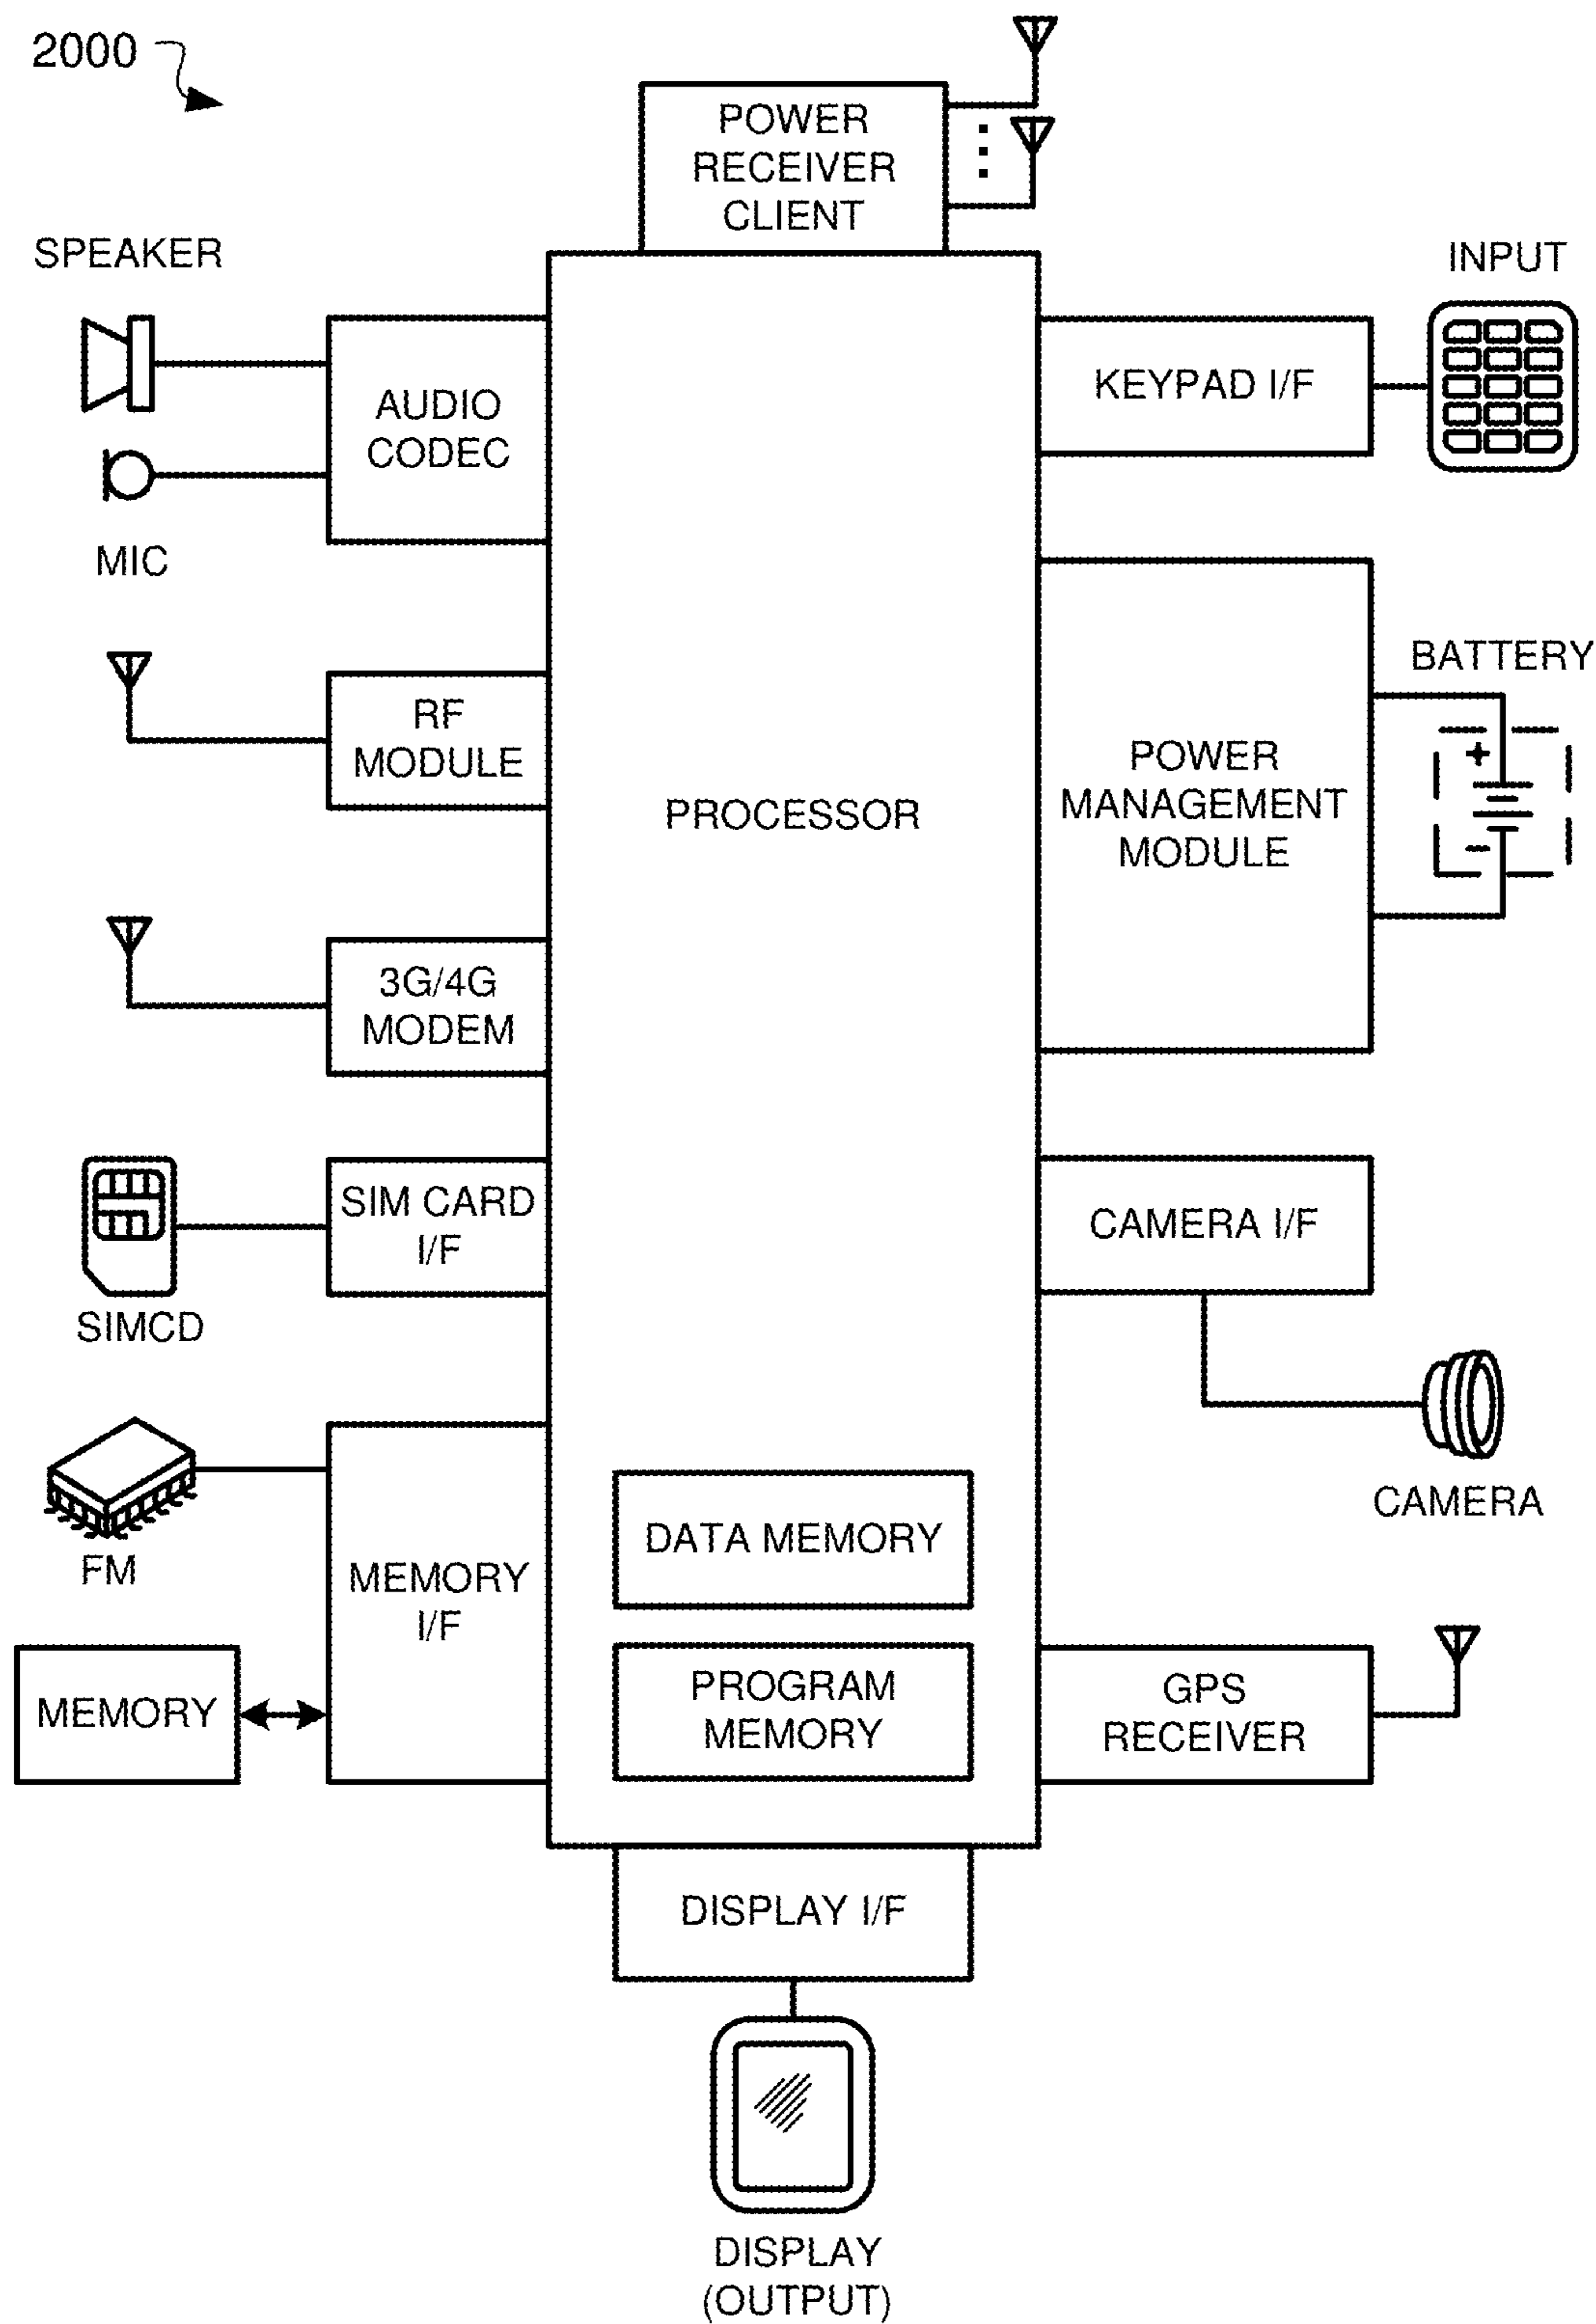 2000
POWER
RECEIVER
CLIENT
SPEAKER
INPUT
AUDIO
CODEC
KEYPAD I/F
MIC
BATTERY
RF
MODULE
PROCESSOR
POWER
MANAGEMENT
MODULE
+
-
3G/4G
MODEM
SIM CARD
I/F
CAMERA I/F
SIMCD
CAMERA
DATA MEMORY
FM
MEMORY
I/F
MEMORY
PROGRAM
MEMORY
GPS
RECEIVER
DISPLAY I/F
DISPLAY
(OUTPUT)